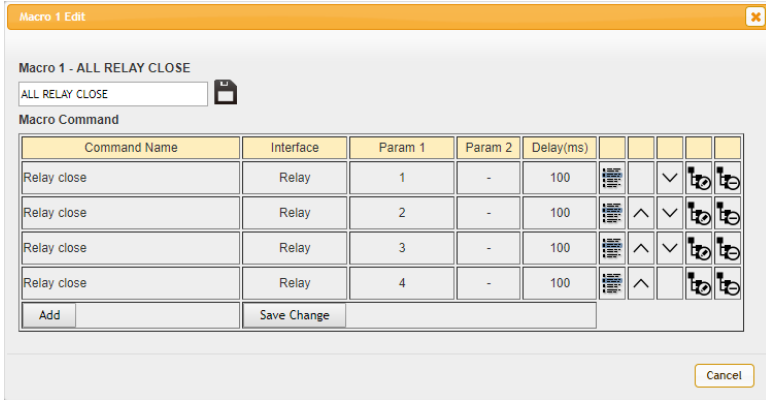 Macro 1 Edit
Macro 1 - ALL RELAY CLOSE
ALL RELAY CLOSE
Macro Command
Command Name Interface Param 1 Param 2 Delay(ms)
Relay close Relay 1 - 100
Relay close Relay 2 - 100
Relay close Relay 3 - 100
Relay close Relay 4 - 100
Add Save Change
Cancel